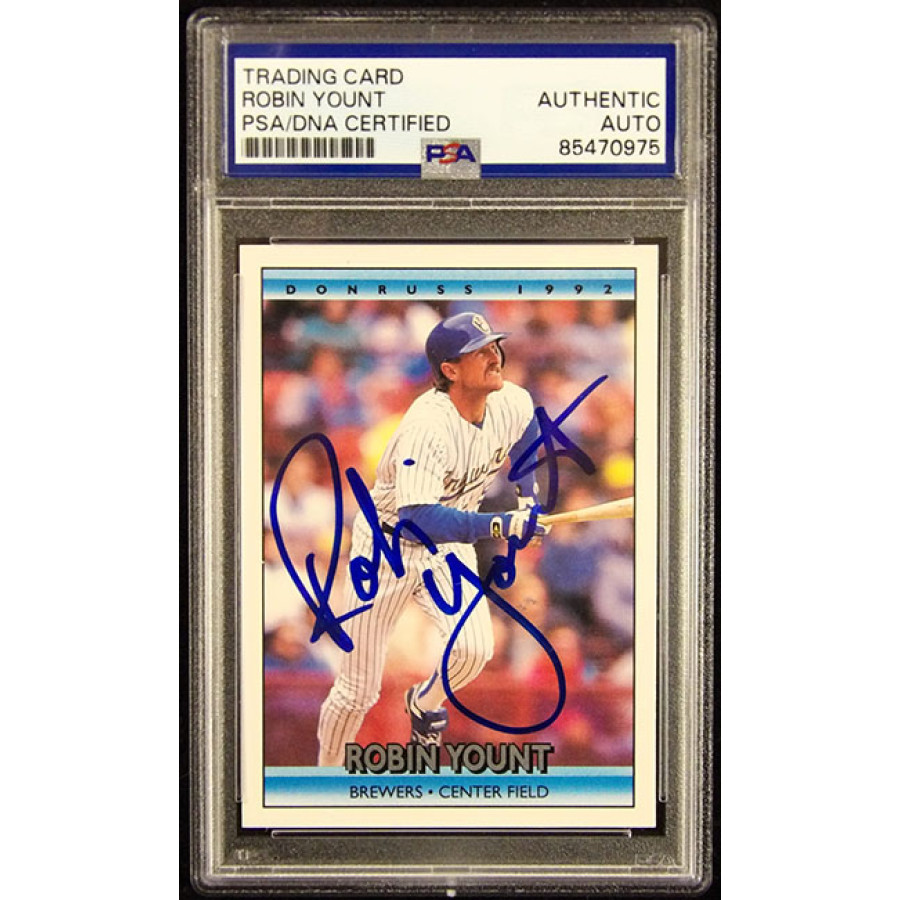 TRADING CARD
ROBIN YOUNT
PSA/DNA CERTIFIED
AUTHENTIC
AUTO
85470975
PSA
DONRUSS 1992
Brewers
Robin Yount
ROBIN YOUNT
BREWERS • CENTER FIELD